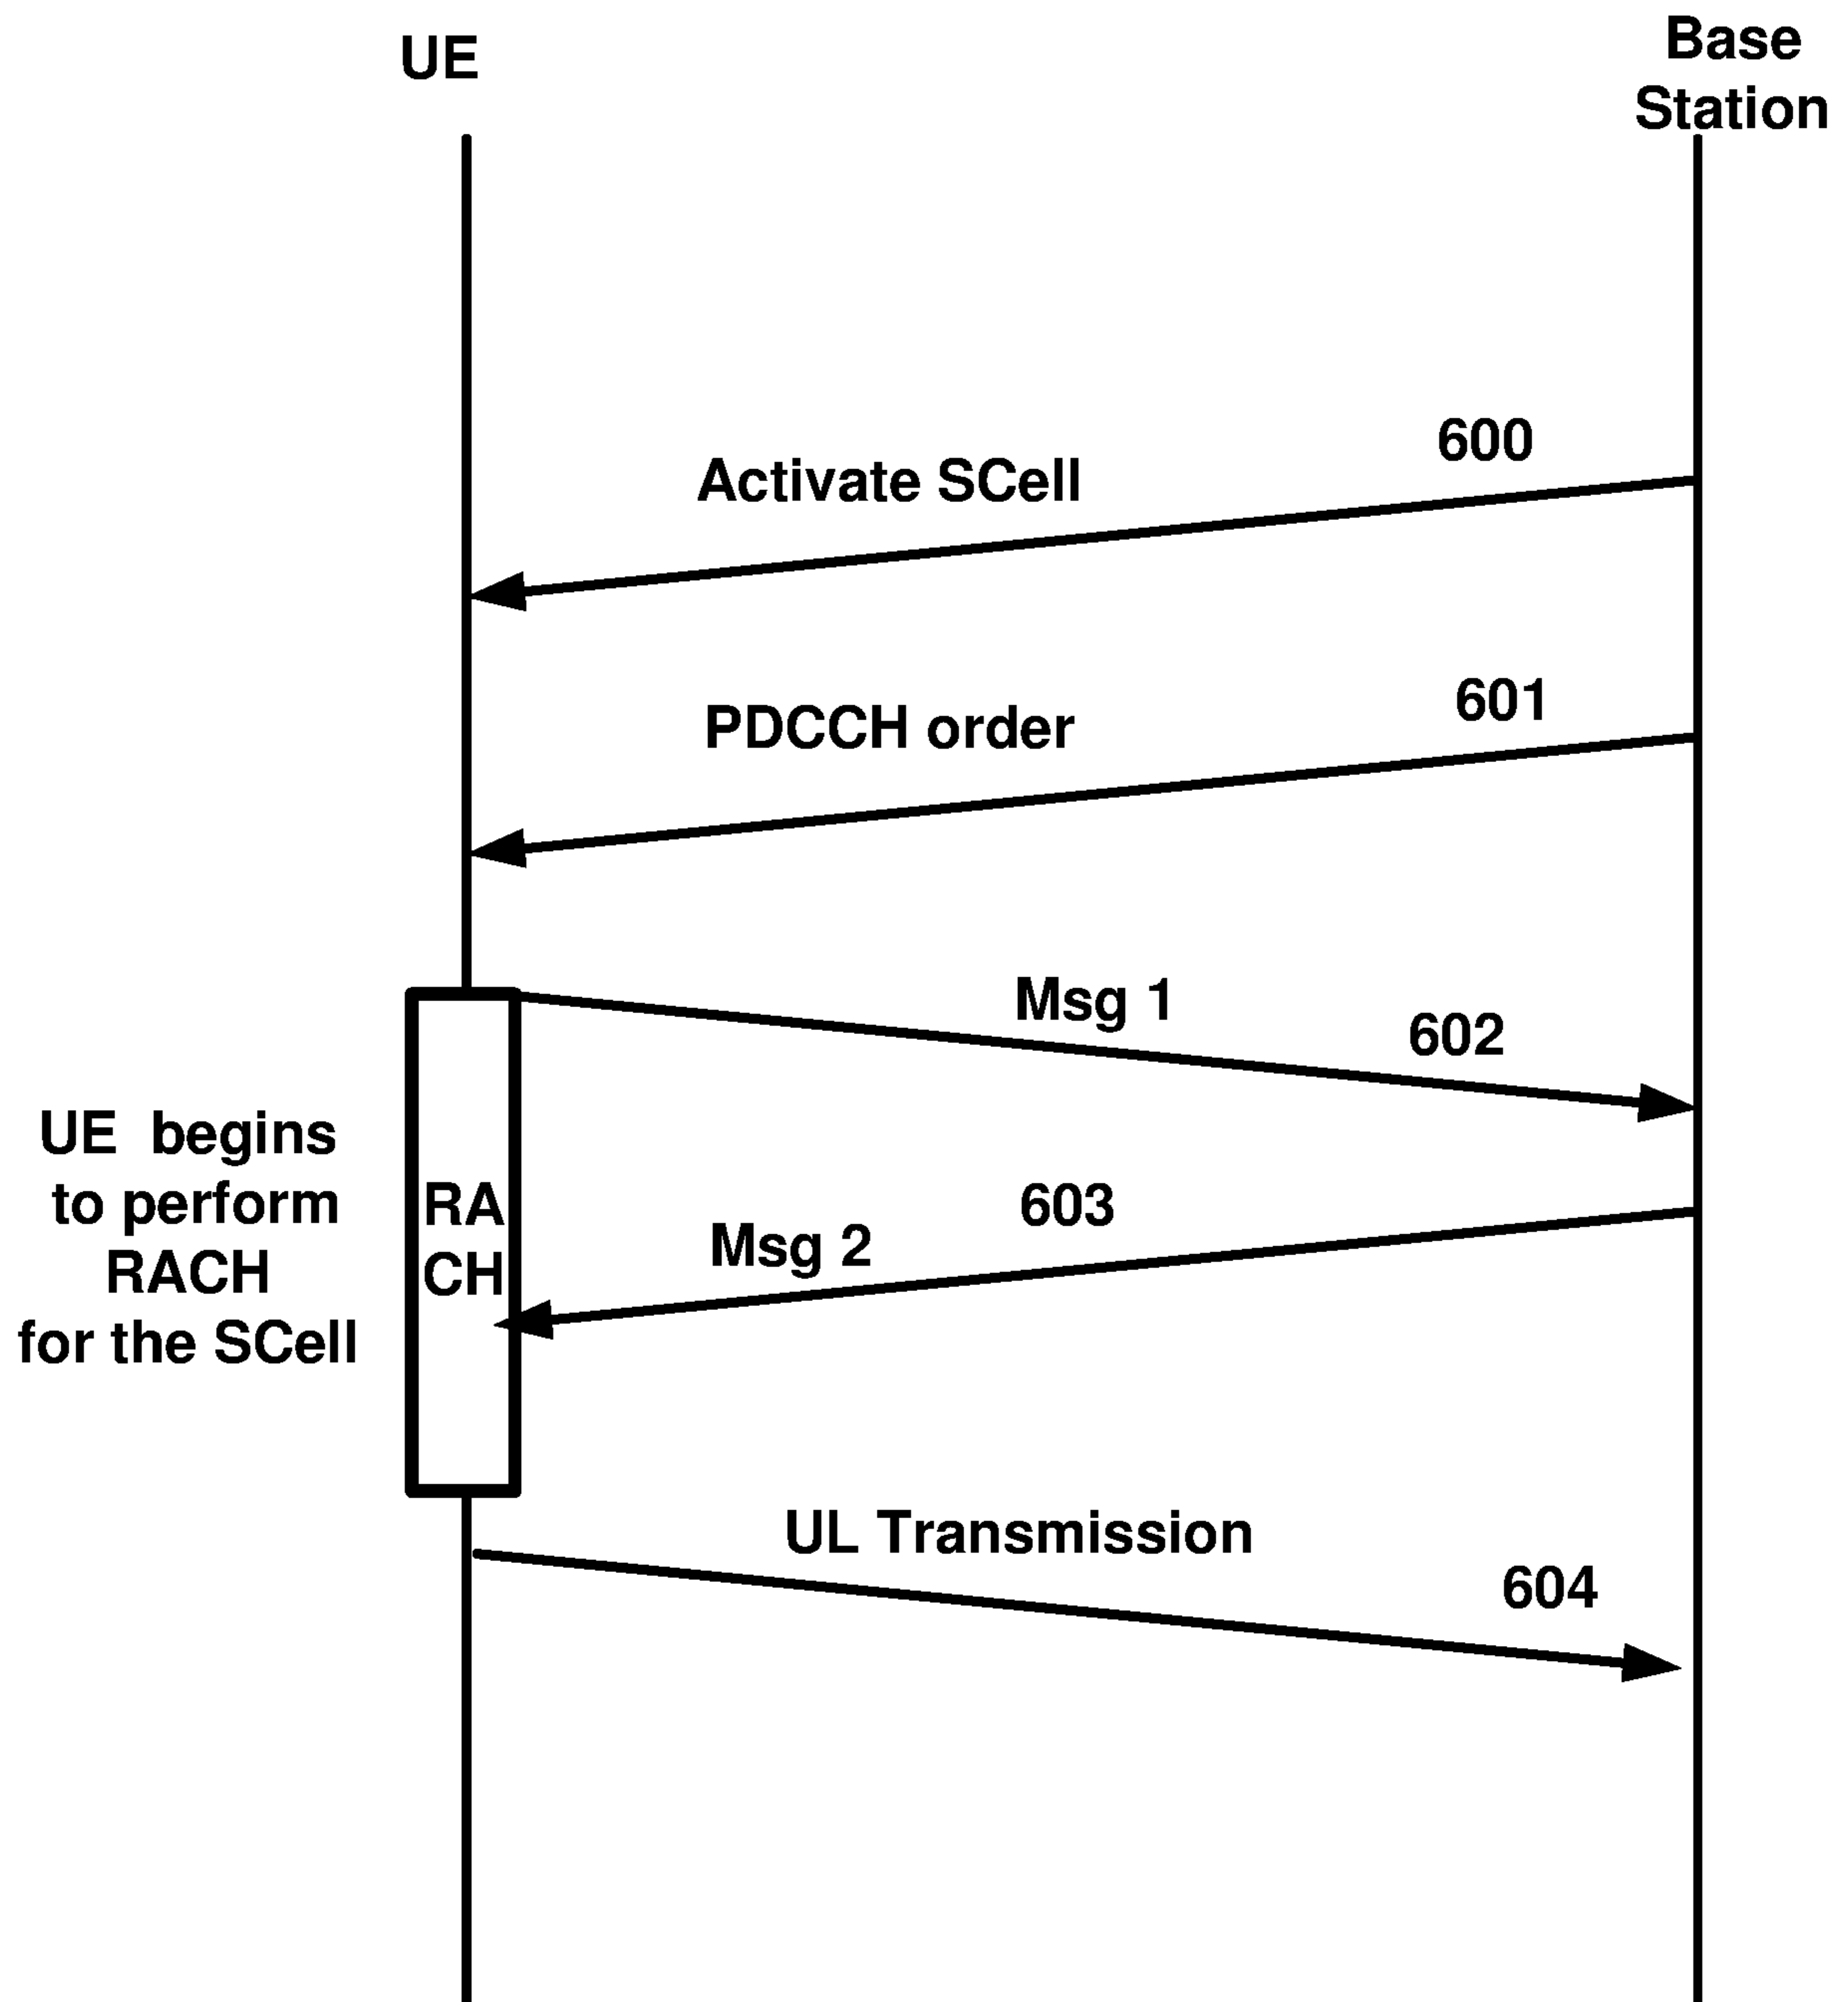 UE
Base
Station
600
Activate SCell
601
PDCCH order
Msg 1
602
UE begins
to perform
RACH
for the SCell
RA
CH
603
Msg 2
UL Transmission
604